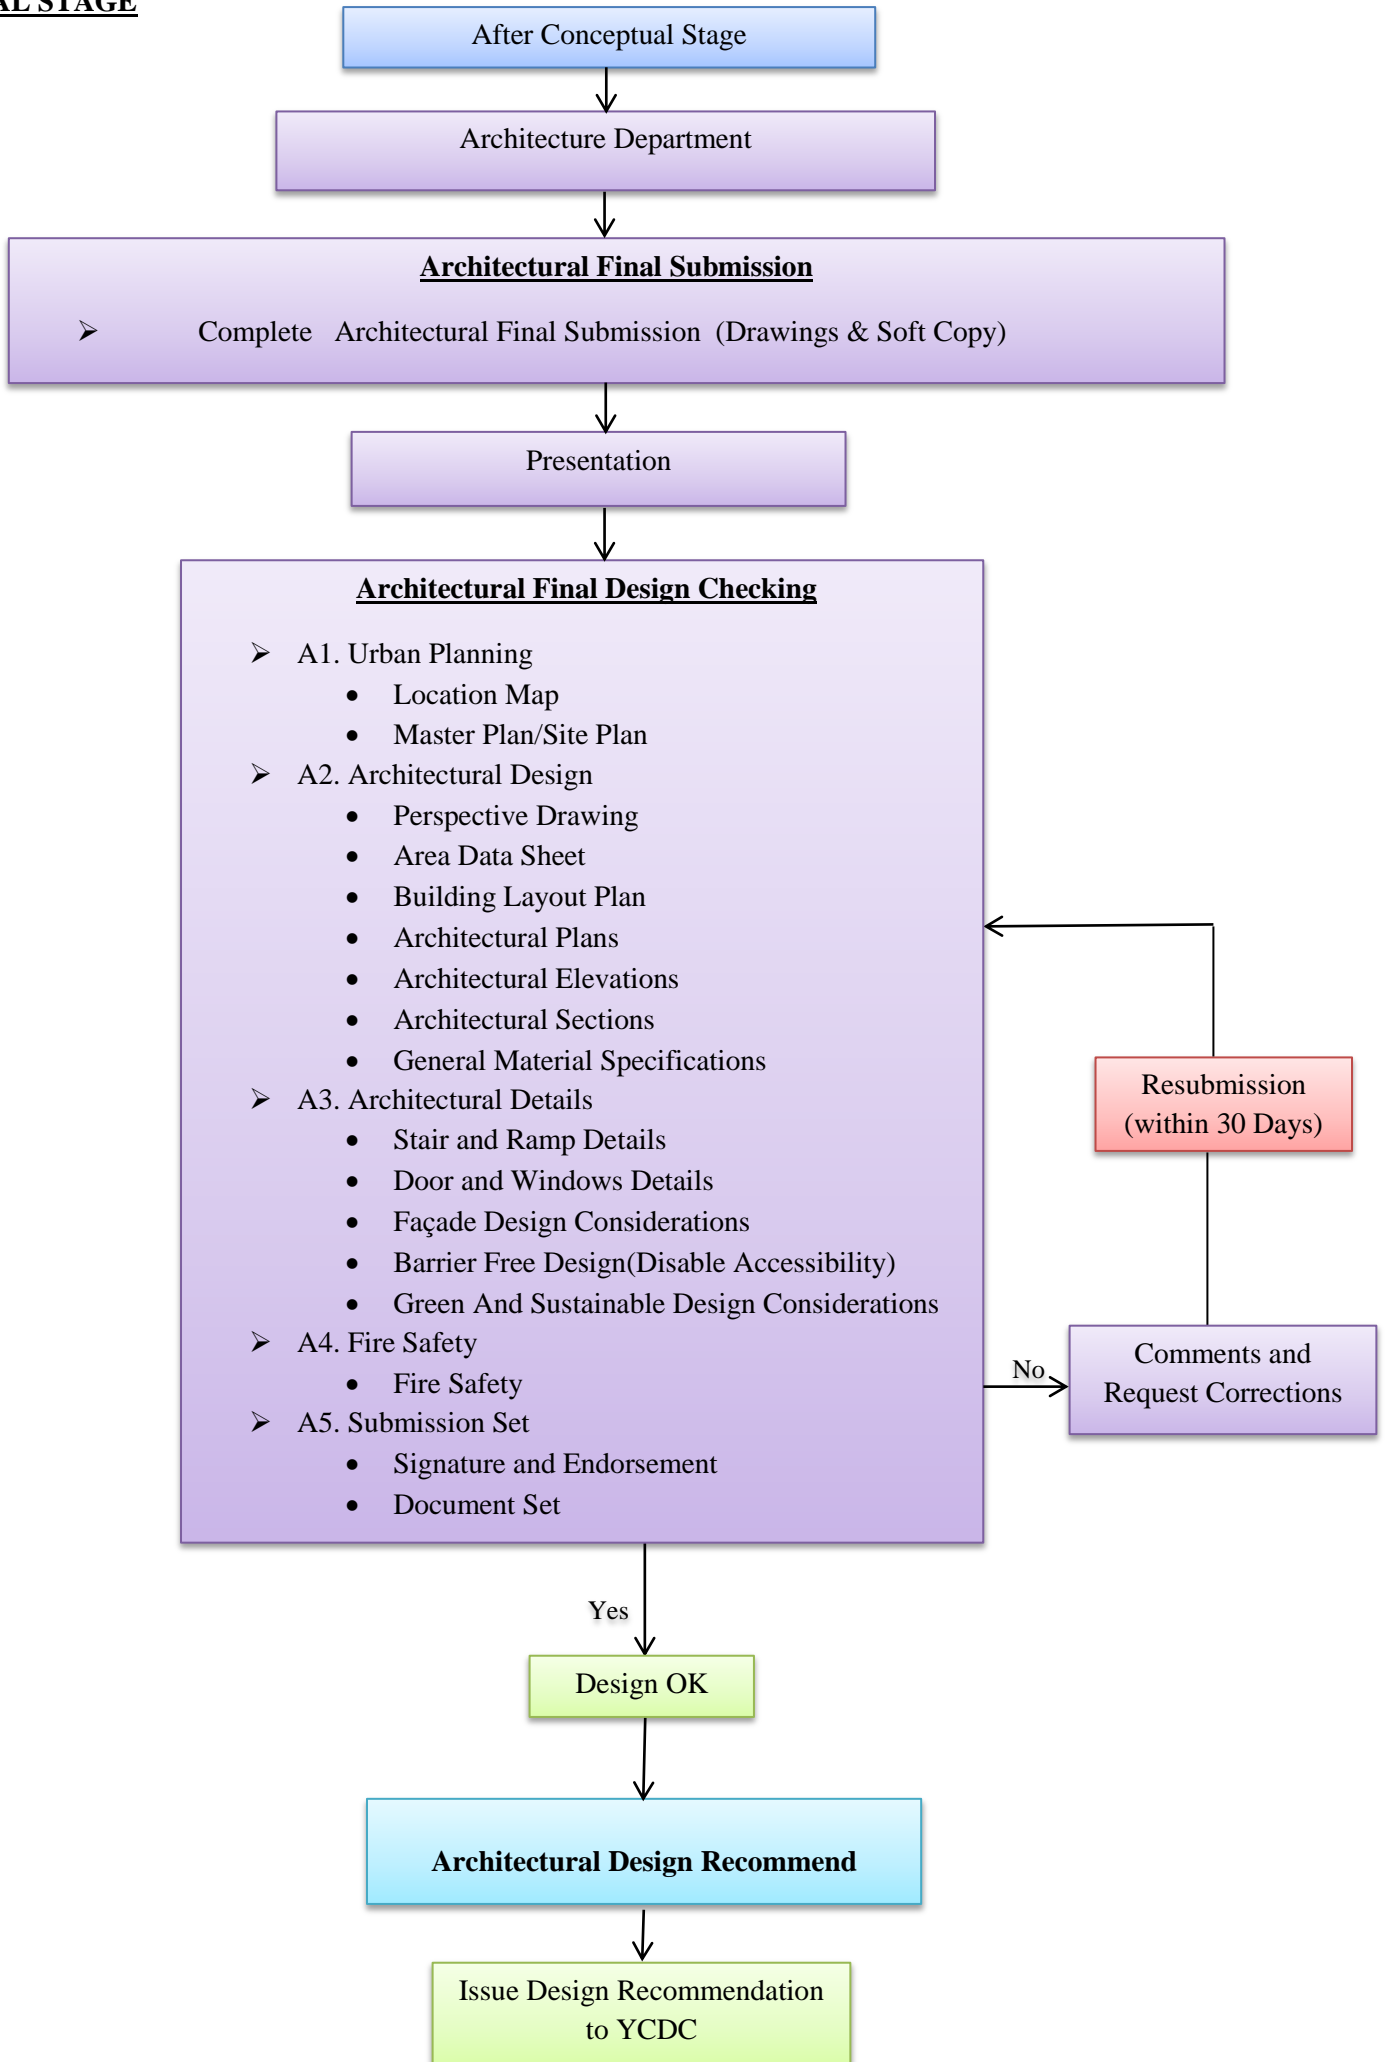 AL STAGE
After Conceptual Stage
Architecture Department
Architectural Final Submission
➢ Complete Architectural Final Submission (Drawings & Soft Copy)
Presentation
Architectural Final Design Checking
➢ A1. Urban Planning
• Location Map
• Master Plan/Site Plan
➢ A2. Architectural Design
• Perspective Drawing
• Area Data Sheet
• Building Layout Plan
• Architectural Plans
• Architectural Elevations
• Architectural Sections
• General Material Specifications
➢ A3. Architectural Details
• Stair and Ramp Details
• Door and Windows Details
• Façade Design Considerations
• Barrier Free Design(Disable Accessibility)
• Green And Sustainable Design Considerations
➢ A4. Fire Safety
• Fire Safety
➢ A5. Submission Set
• Signature and Endorsement
• Document Set
Resubmission
(within 30 Days)
No
Comments and
Request Corrections
Yes
Design OK
Architectural Design Recommend
Issue Design Recommendation
to YCDC